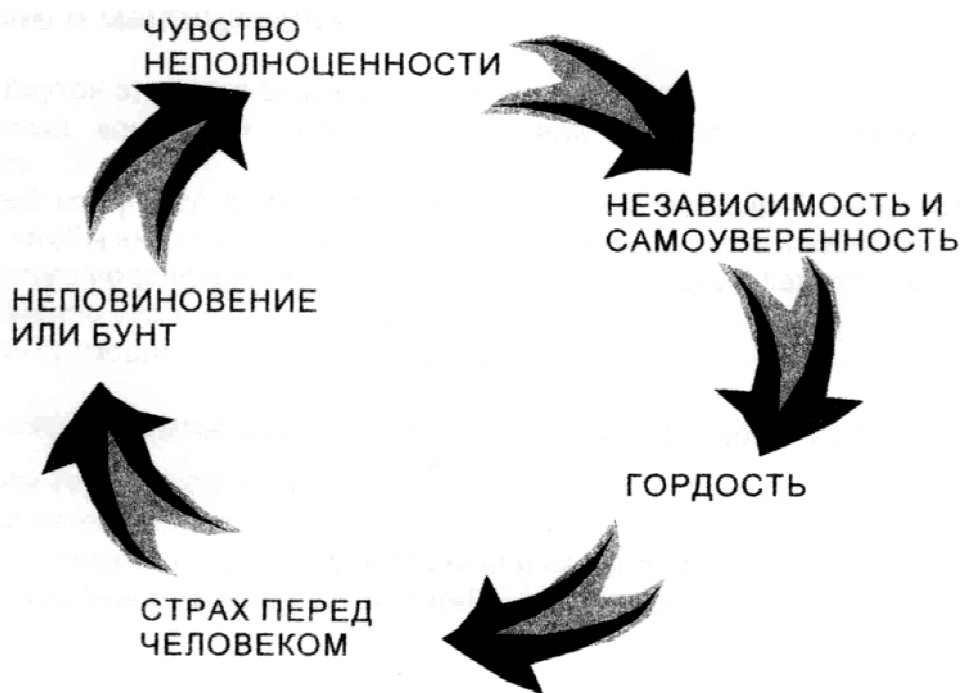 ЧУВСТВО
НЕПОЛНОЦЕННОСТИ
НЕЗАВИСИМОСТЬ И
САМОУВЕРЕННОСТЬ
ГОРДОСТЬ
СТРАХ ПЕРЕД
ЧЕЛОВЕКОМ
НЕПОВИНОВЕНИЕ
ИЛИ БУНТ